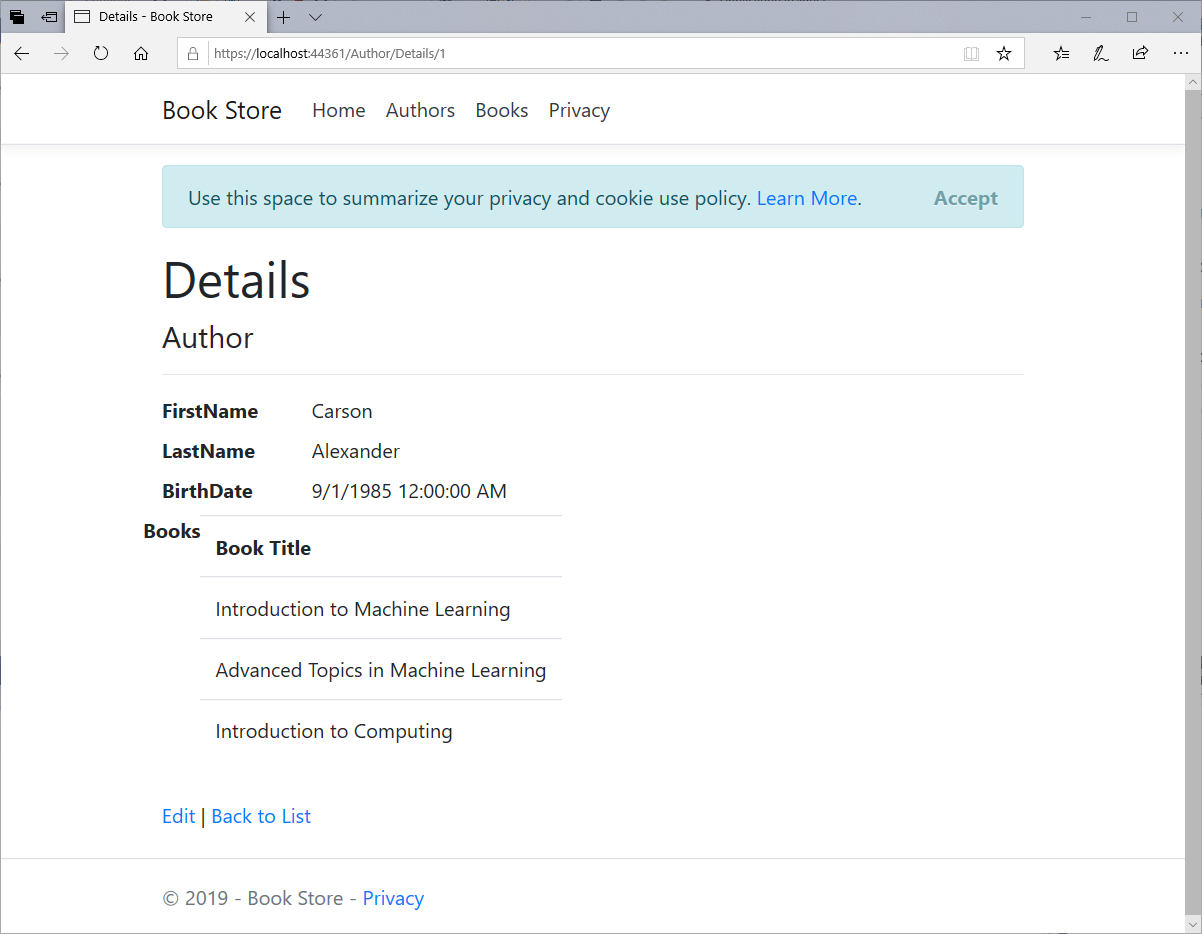 Details - Book Store
https://localhost:44361/Author/Details/1
Book Store Home Authors Books Privacy
Use this space to summarize your privacy and cookie use policy. Learn More. Accept
Details
Author
FirstName Carson
LastName Alexander
BirthDate 9/1/1985 12:00:00 AM
Books
Book Title
Introduction to Machine Learning
Advanced Topics in Machine Learning
Introduction to Computing
Edit | Back to List
© 2019 - Book Store - Privacy